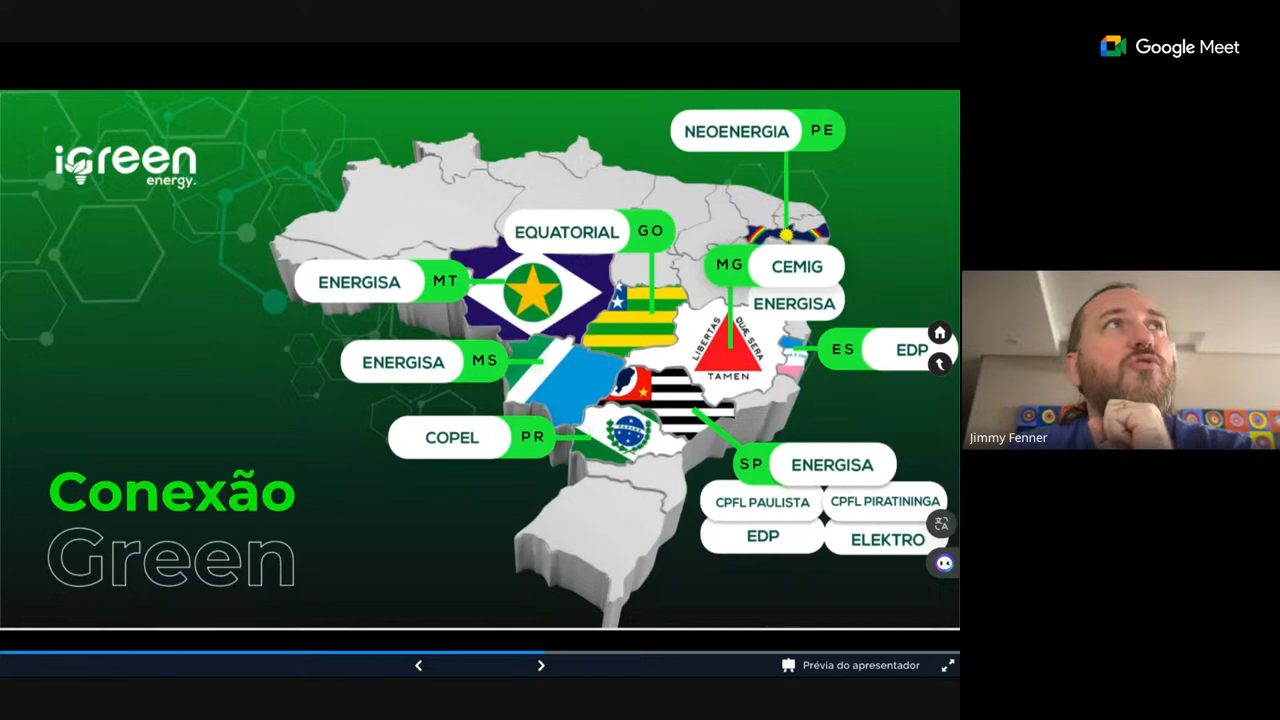 Google Meet
iGreen
energy.
NEOENERGIA PE
EQUATORIAL GO
MG CEMIG
ENERGISA
ENERGISA MT
ES EDP
LIBERTAS QUÆ SERA
TAMEN
ENERGISA MS
COPEL PR
SP ENERGISA
CPFL PAULISTA CPFL PIRATININGA
EDP ELEKTRO
Conexão
Green
Jimmy Fenner
Prévia do apresentador